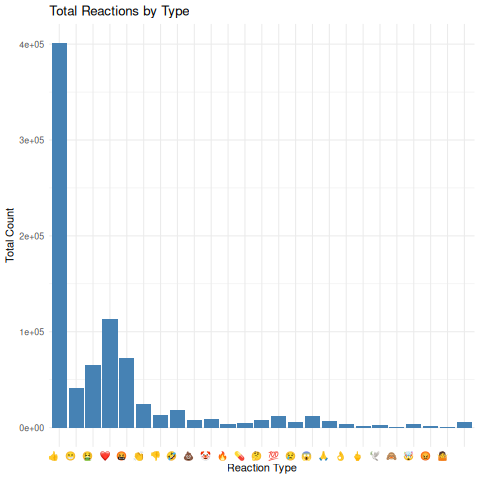 Total Reactions by Type
Total Count
4e+05
3e+05
2e+05
1e+05
0e+00
👍 😁 🤮 ❤️ 🤬 👏 👎 🤣 💩 🤡 🔥 💊 🤔 💯 😢 😱 🙏 👌 🖕 🕊 🙈 🤯 😡 🤷
Reaction Type